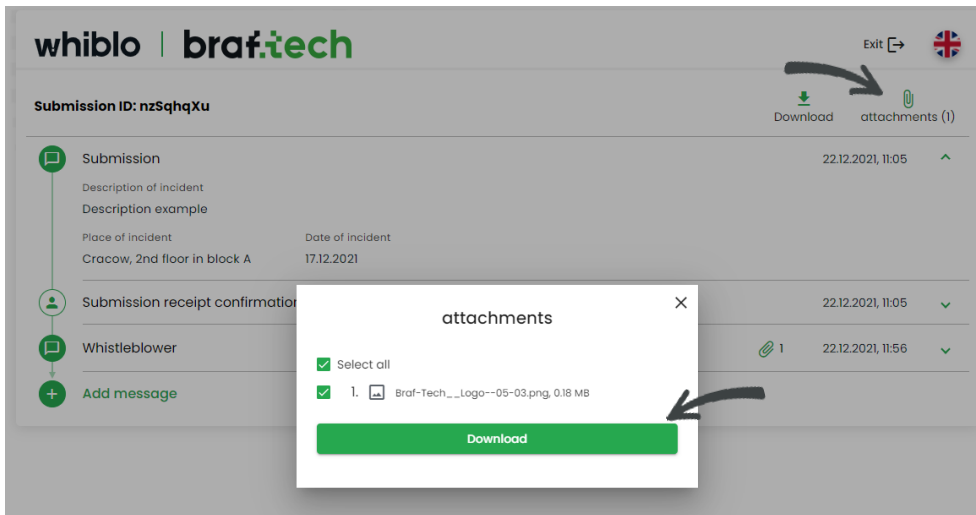 whiblo | braf.tech
Exit
Submission ID: nzSqhqXu
Download
attachments (1)
Submission
22.12.2021, 11:05
Description of incident
Description example
Place of incident
Date of incident
Cracow, 2nd floor in block A
17.12.2021
Submission receipt confirmation
22.12.2021, 11:05
Whistleblower
1
22.12.2021, 11:56
Add message
attachments
Select all
1. Braf-Tech__Logo--05-03.png, 0.18 MB
Download